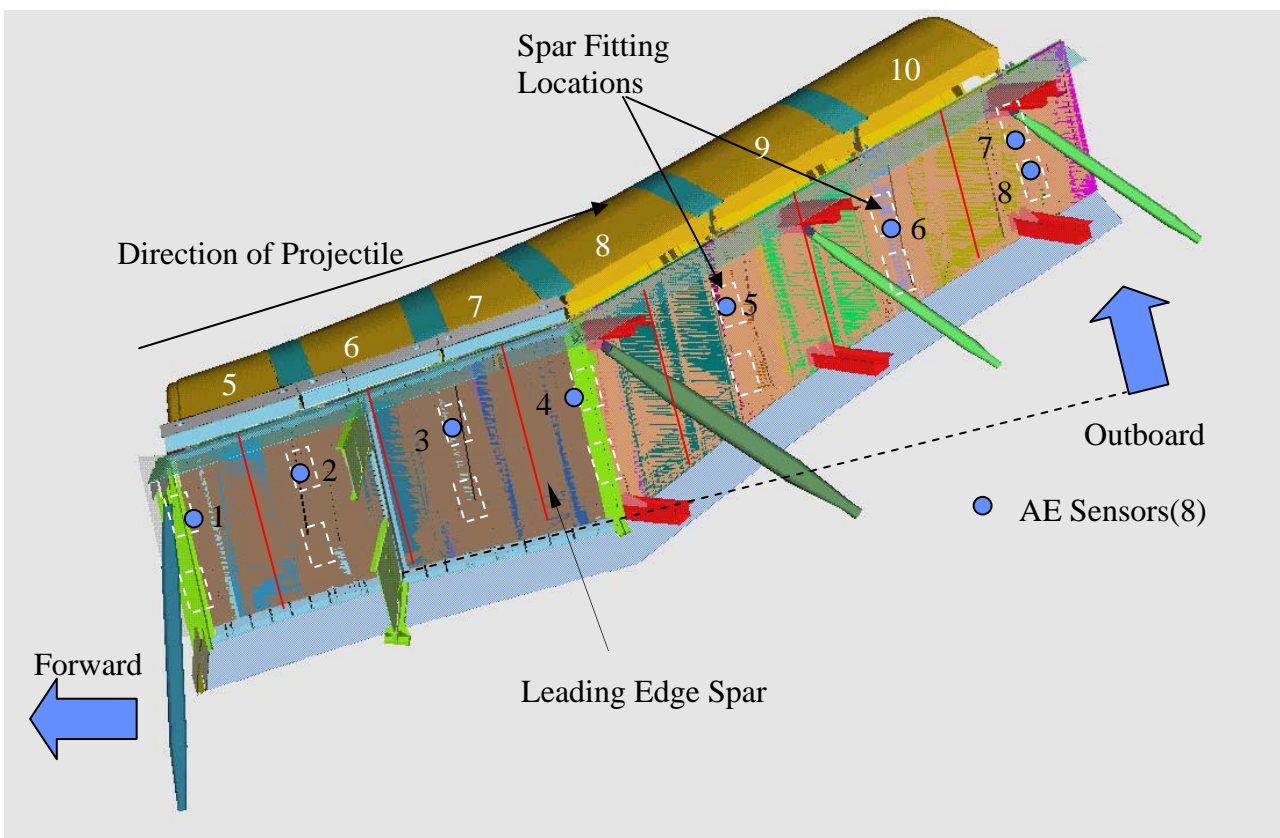 Spar Fitting
Locations
10
9
Direction of Projectile
8
7
6
5
7
8
6
5
4
3
2
1
Outboard
AE Sensors(8)
Forward
Leading Edge Spar